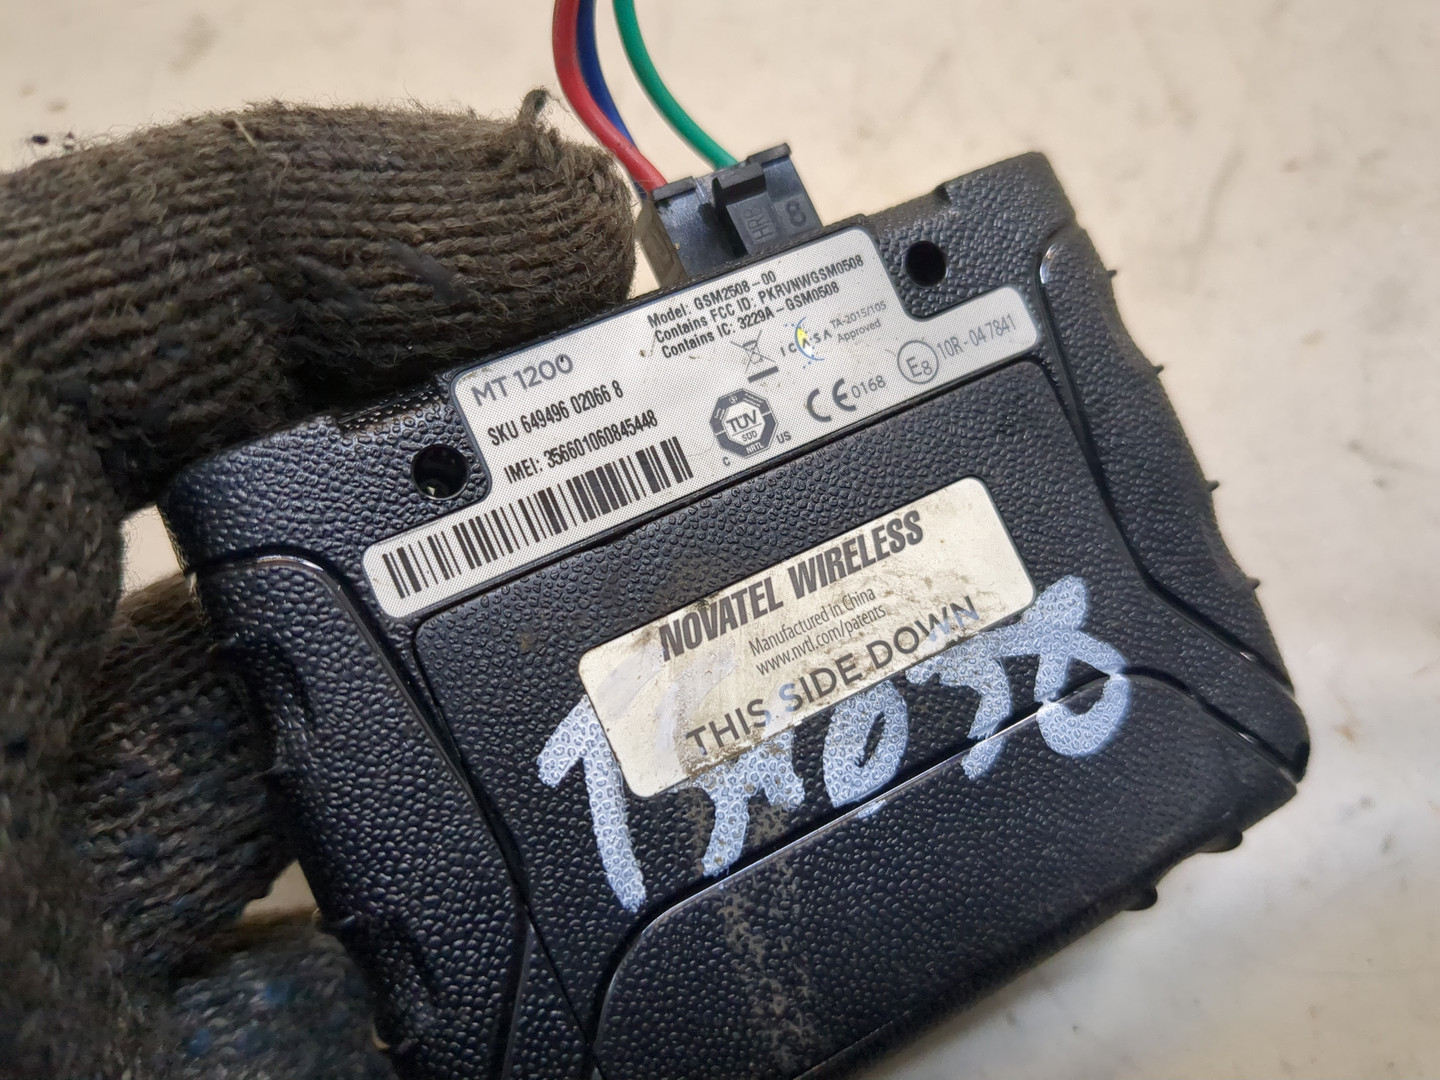 HRS 8
Model: GSM2508-00
Contains FCC ID: PKRVNWGSM0508
Contains IC: 3229A-GSM0508
MT 1200
ICASA TA-2015/105
Approved
SKU 649496 02066 8
IMEI: 356601060845448
TÜV
SÜD
NRTL
C US
CE 0168
E8 10R-04 7841
NOVATEL WIRELESS
Manufactured in China
www.nvtl.com/patents
THIS SIDE DOWN